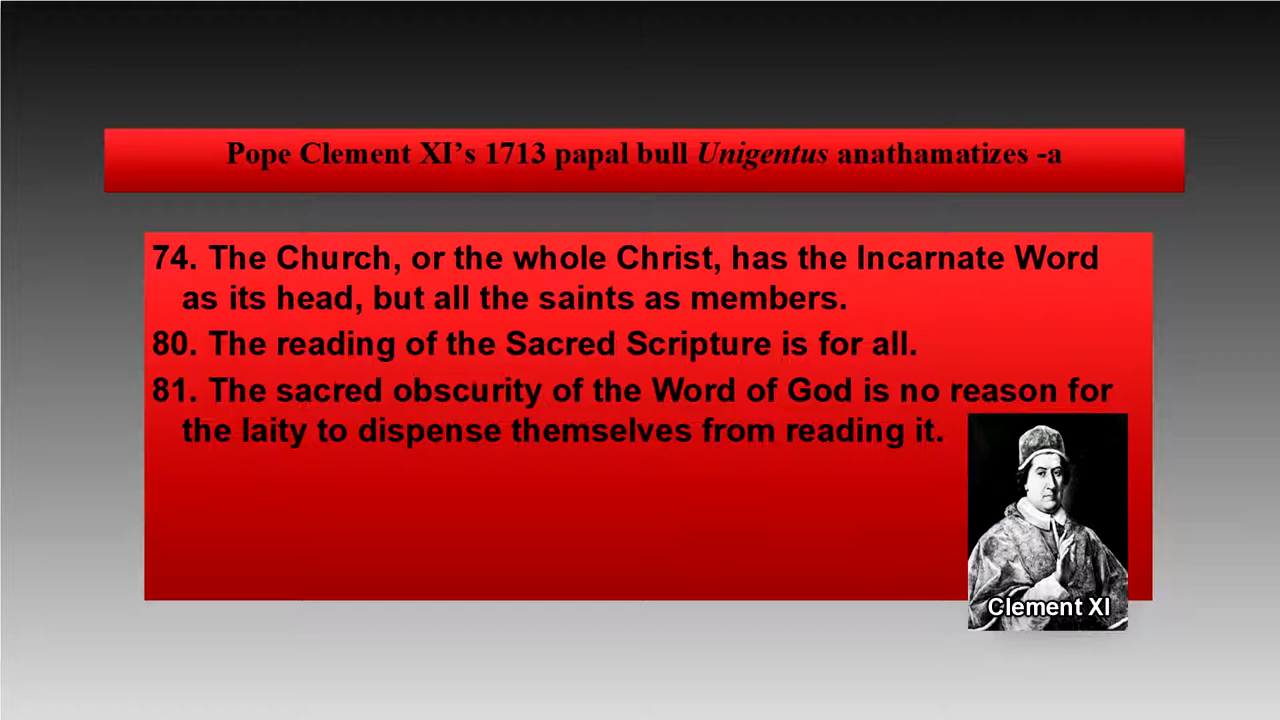 Pope Clement XI's 1713 papal bull Unigentus anathamatizes -a
74. The Church, or the whole Christ, has the Incarnate Word
as its head, but all the saints as members.
80. The reading of the Sacred Scripture is for all.
81. The sacred obscurity of the Word of God is no reason for
the laity to dispense themselves from reading it.
Clement XI